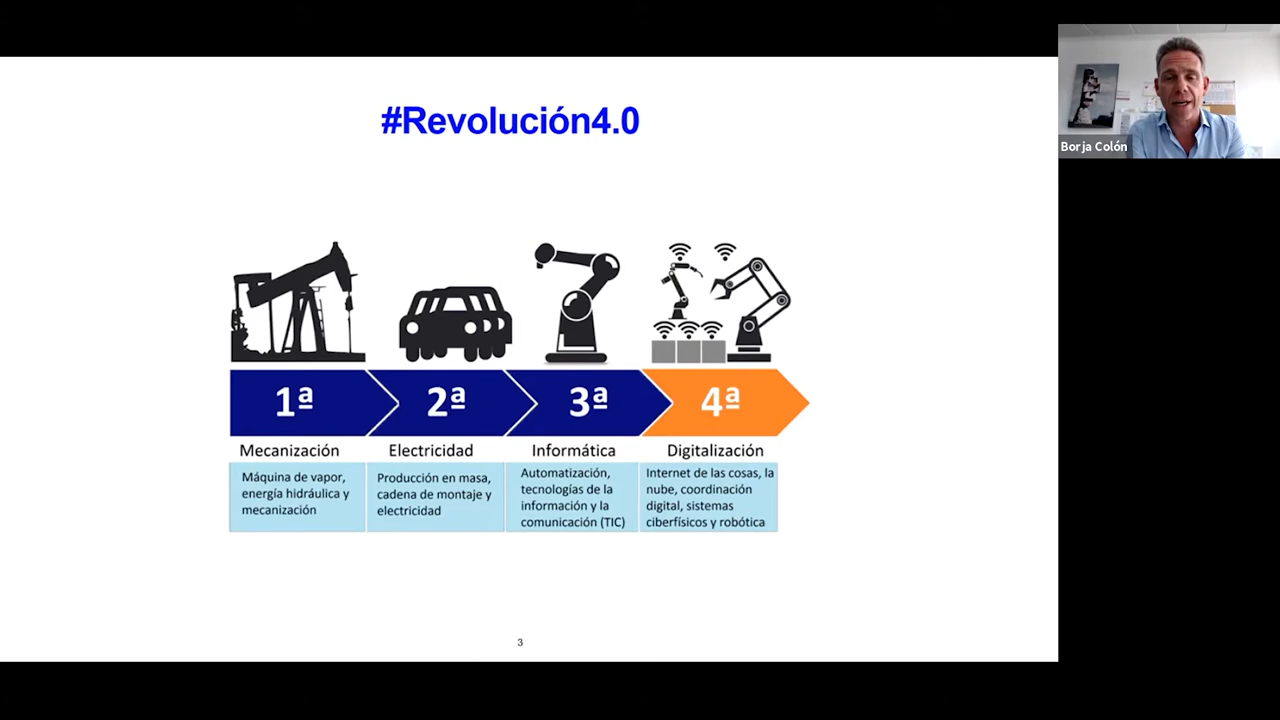 #Revolución4.0
Borja Colón
1ª
2ª
3ª
4ª
Mecanización
Electricidad
Informática
Digitalización
Máquina de vapor,
energía hidráulica y
mecanización
Producción en masa,
cadena de montaje y
electricidad
Automatización,
tecnologías de la
información y la
comunicación (TIC)
Internet de las cosas, la
nube, coordinación
digital, sistemas
ciberfísicos y robótica
3